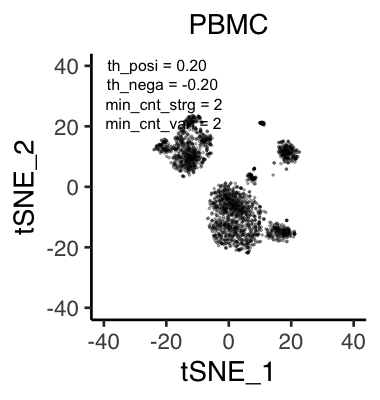 PBMC
th_posi = 0.20
th_nega = -0.20
min_cnt_strg = 2
min_cnt_vari = 2
tSNE_2
40
20
0
-20
-40
-40 -20 0 20 40
tSNE_1